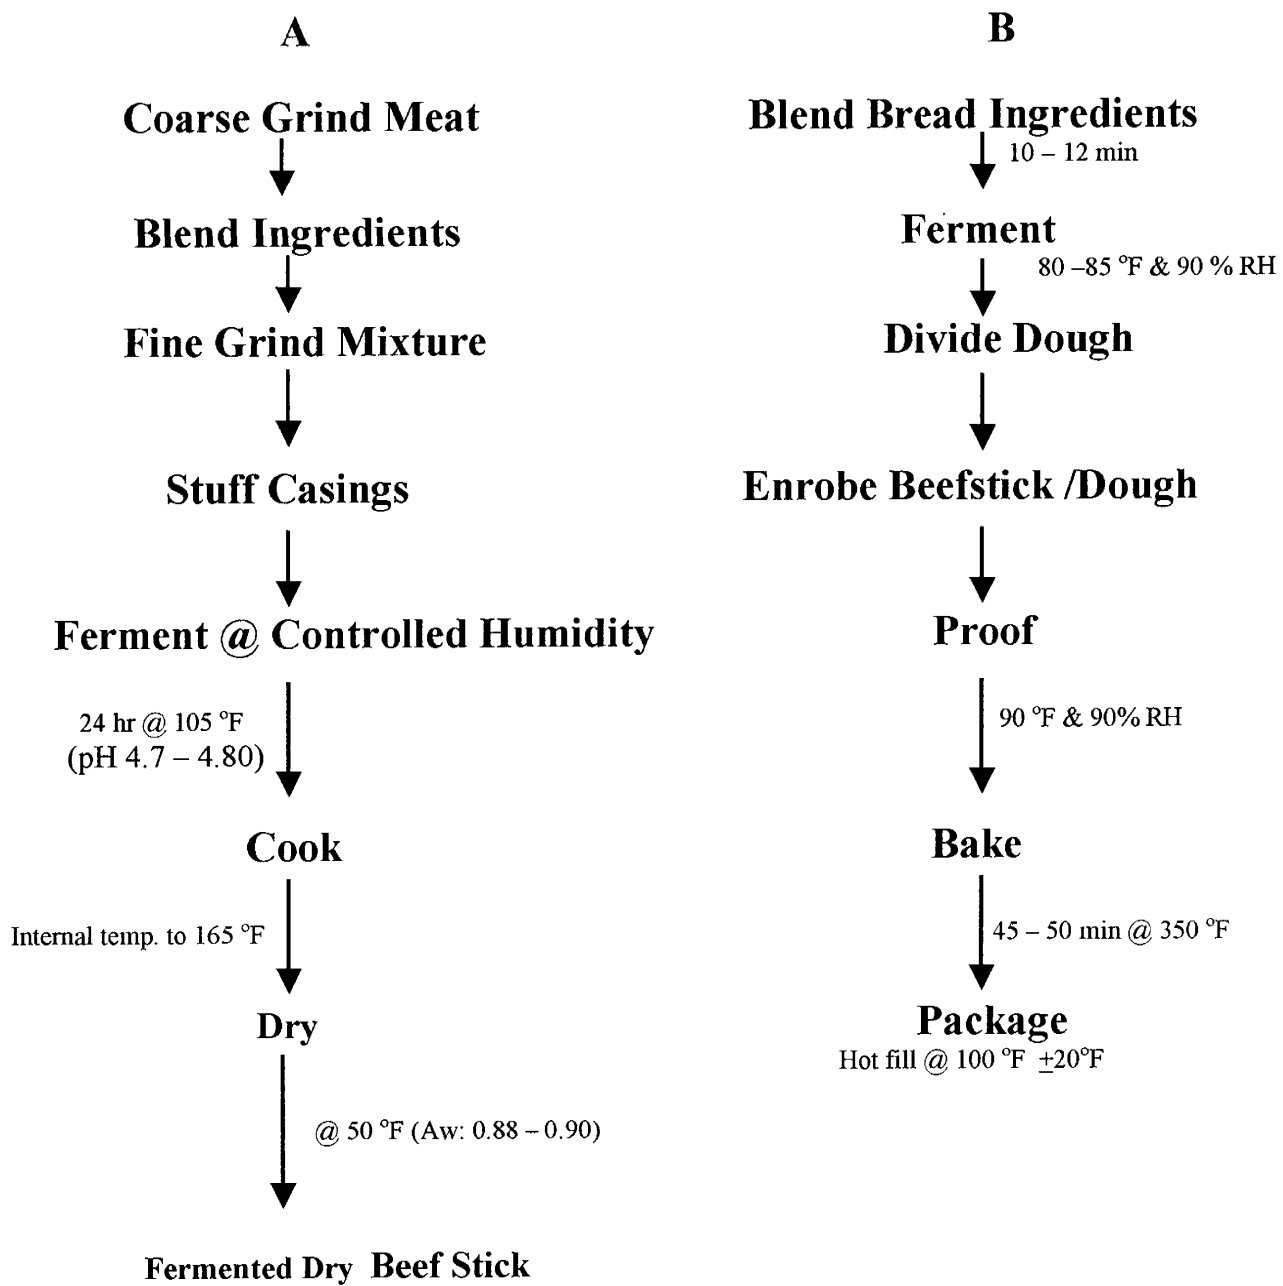 A
Coarse Grind Meat
Blend Ingredients
Fine Grind Mixture
Stuff Casings
Ferment @ Controlled Humidity
24 hr @ 105 °F
(pH 4.7 – 4.80)
Cook
Internal temp. to 165 °F
Dry
@ 50 °F (Aw: 0.88 – 0.90)
Fermented Dry Beef Stick
B
Blend Bread Ingredients
10 – 12 min
Ferment
80 –85 °F & 90 % RH
Divide Dough
Enrobe Beefstick /Dough
Proof
90 °F & 90% RH
Bake
45 – 50 min @ 350 °F
Package
Hot fill @ 100 °F ±20°F